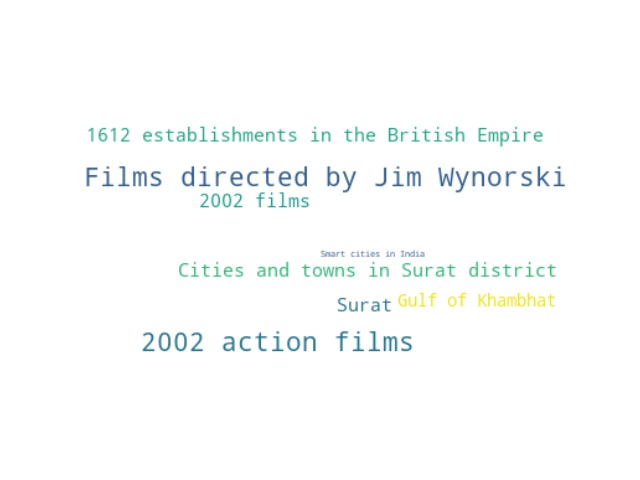 1612 establishments in the British Empire
Films directed by Jim Wynorski
2002 films
Smart cities in India
Cities and towns in Surat district
Surat Gulf of Khambhat
2002 action films